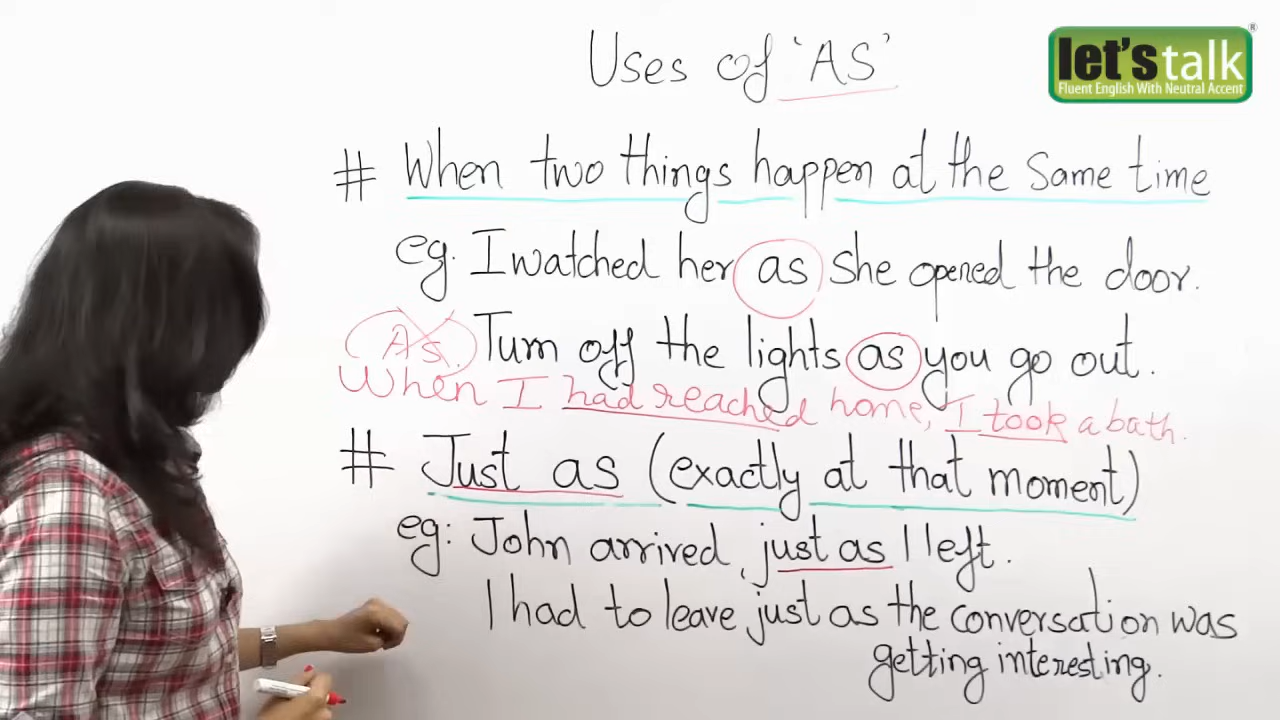 Uses of 'AS'
let's talk
®
Fluent English With Neutral Accent
# When two things happen at the same time
eg. I watched her as she opened the door.
As. Turn off the lights as you go out.
When I had reached home, I took a bath.
# Just as (exactly at that moment)
eg: John arrived, just as I left.
I had to leave just as the conversation was
getting interesting.